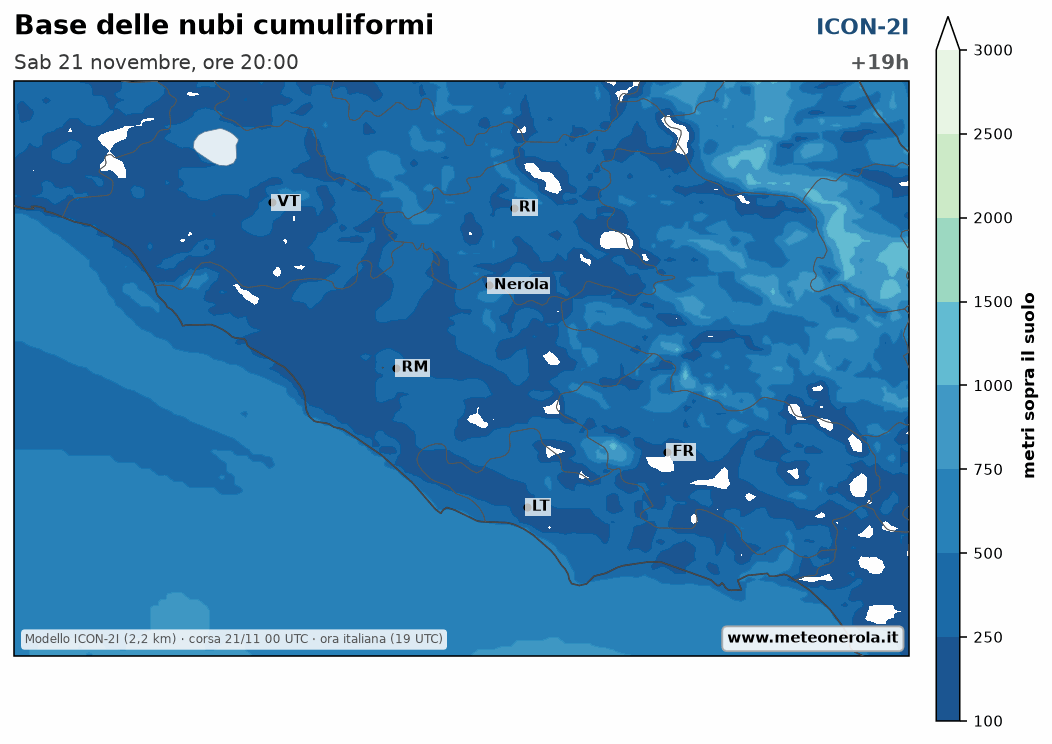 Base delle nubi cumuliformi
ICON-2I
Sab 21 novembre, ore 20:00
+19h
3000
2500
2000
1500
1000
750
500
250
100
metri sopra il suolo
VT
RI
Nerola
RM
FR
LT
Modello ICON-2I (2,2 km) · corsa 21/11 00 UTC · ora italiana (19 UTC)
www.meteonerola.it